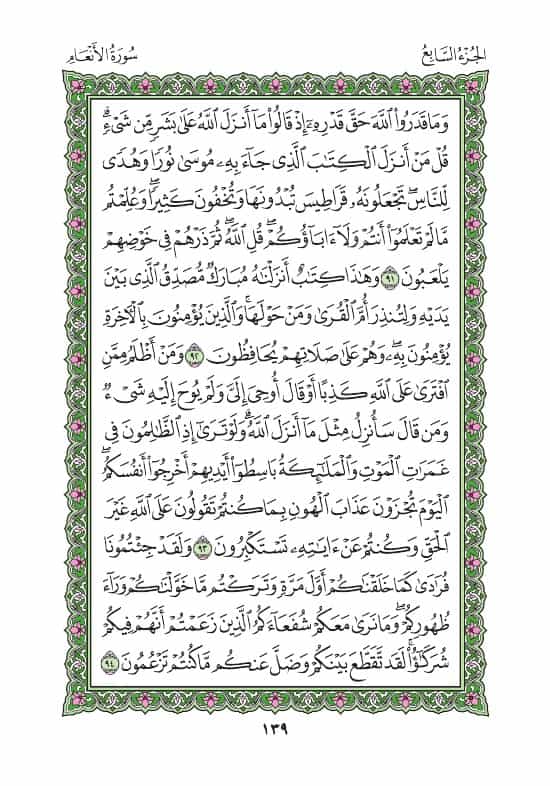 الجُزْءُ السَّابِعُ
سُورَةُ الأَنْعَامِ
وَمَا قَدَرُوا۟ ٱللَّهَ حَقَّ قَدْرِهِۦٓ إِذْ قَالُوا۟ مَآ أَنزَلَ ٱللَّهُ عَلَىٰ بَشَرٍ مِّن شَىْءٍ ۗ
قُلْ مَنْ أَنزَلَ ٱلْكِتَـٰبَ ٱلَّذِى جَآءَ بِهِۦ مُوسَىٰ نُورًا وَهُدًى
لِّلنَّاسِ ۖ تَجْعَلُونَهُۥ قَرَاطِيسَ تُبْدُونَهَا وَتُخْفُونَ كَثِيرًا ۖ وَعُلِّمْتُم
مَّا لَمْ تَعْلَمُوٓا۟ أَنتُمْ وَلَآ ءَابَآؤُكُمْ ۖ قُلِ ٱللَّهُ ۖ ثُمَّ ذَرْهُمْ فِى خَوْضِهِمْ
يَلْعَبُونَ ٩١ وَهَـٰذَا كِتَـٰبٌ أَنزَلْنَـٰهُ مُبَارَكٌ مُّصَدِّقُ ٱلَّذِى بَيْنَ
يَدَيْهِ وَلِتُنذِرَ أُمَّ ٱلْقُرَىٰ وَمَنْ حَوْلَهَا ۚ وَٱلَّذِينَ يُؤْمِنُونَ بِٱلْـَٔاخِرَةِ
يُؤْمِنُونَ بِهِۦ ۖ وَهُمْ عَلَىٰ صَلَاتِهِمْ يُحَافِظُونَ ٩٢ وَمَنْ أَظْلَمُ مِمَّنِ
ٱفْتَرَىٰ عَلَى ٱللَّهِ كَذِبًا أَوْ قَالَ أُوحِىَ إِلَىَّ وَلَمْ يُوحَ إِلَيْهِ شَىْءٌ
وَمَن قَالَ سَأُنزِلُ مِثْلَ مَآ أَنزَلَ ٱللَّهُ ۗ وَلَوْ تَرَىٰٓ إِذِ ٱلظَّـٰلِمُونَ فِى
غَمَرَٰتِ ٱلْمَوْتِ وَٱلْمَلَـٰٓئِكَةُ بَاسِطُوٓا۟ أَيْدِيهِمْ أَخْرِجُوٓا۟ أَنفُسَكُمُ ۖ
ٱلْيَوْمَ تُجْزَوْنَ عَذَابَ ٱلْهُونِ بِمَا كُنتُمْ تَقُولُونَ عَلَى ٱللَّهِ غَيْرَ
ٱلْحَقِّ وَكُنتُمْ عَنْ ءَايَـٰتِهِۦ تَسْتَكْبِرُونَ ٩٣ وَلَقَدْ جِئْتُمُونَا
فُرَٰدَىٰ كَمَا خَلَقْنَـٰكُمْ أَوَّلَ مَرَّةٍ وَتَرَكْتُم مَّا خَوَّلْنَـٰكُمْ وَرَآءَ
ظُهُورِكُمْ ۖ وَمَا نَرَىٰ مَعَكُمْ شُفَعَآءَكُمُ ٱلَّذِينَ زَعَمْتُمْ أَنَّهُمْ فِيكُمْ
شُرَكَـٰٓؤُا۟ ۚ لَقَد تَّقَطَّعَ بَيْنَكُمْ وَضَلَّ عَنكُم مَّا كُنتُمْ تَزْعُمُونَ ٩٤
١٣٩